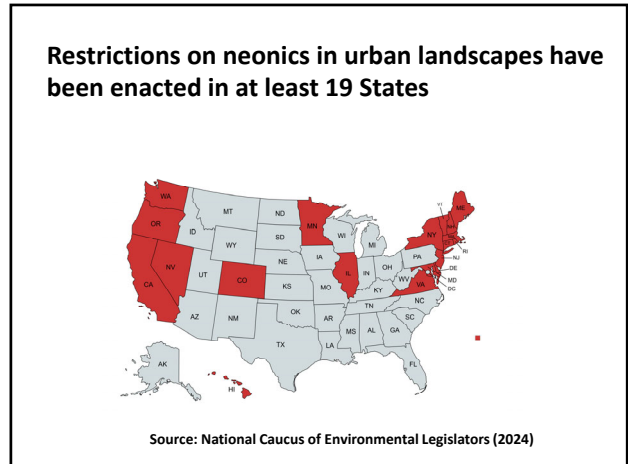 Restrictions on neonics in urban landscapes have
been enacted in at least 19 States
WA
OR
CA
NV
ID
MT
WY
UT
AZ
CO
NM
ND
SD
NE
KS
OK
TX
MN
IA
MO
AR
LA
WI
IL
MI
IN
OH
KY
TN
MS
AL
GA
FL
SC
NC
VA
WV
PA
NY
VT
ME
RI
NJ
DE
MD
DC
AK
HI
Source: National Caucus of Environmental Legislators (2024)